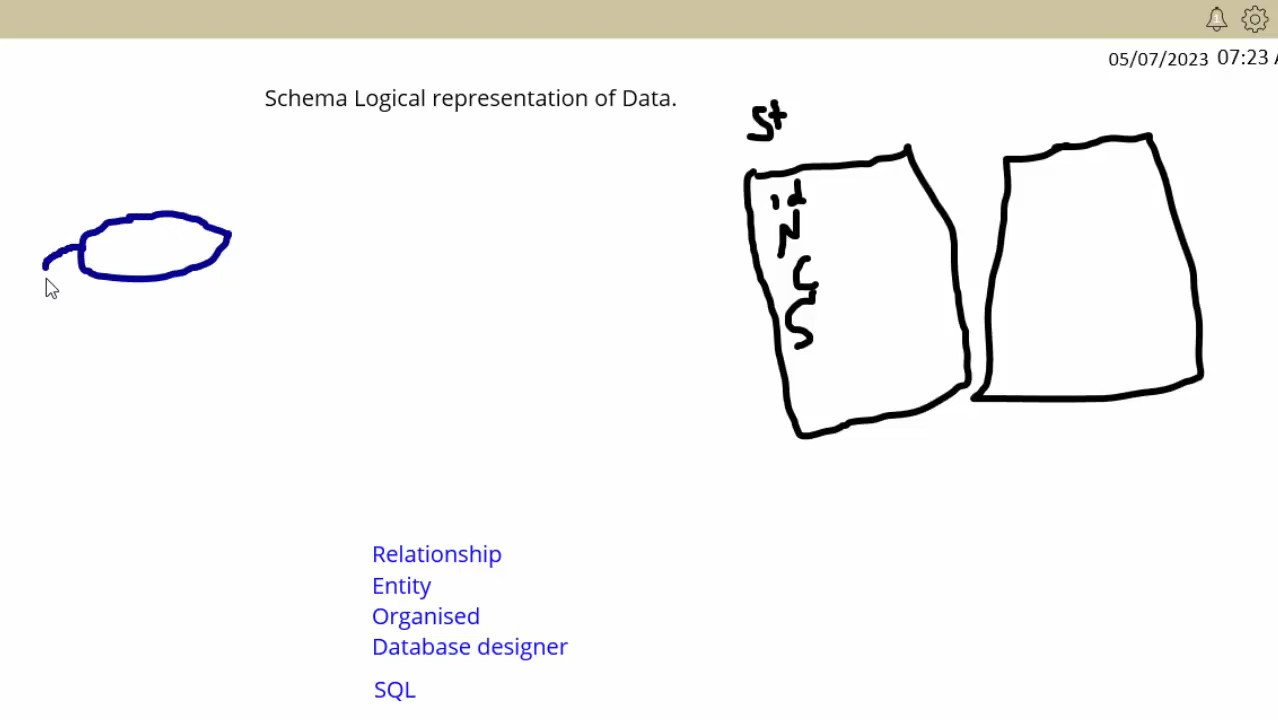 05/07/2023 07:23
Schema Logical representation of Data.
St
id
N
C
S
Relationship
Entity
Organised
Database designer
SQL